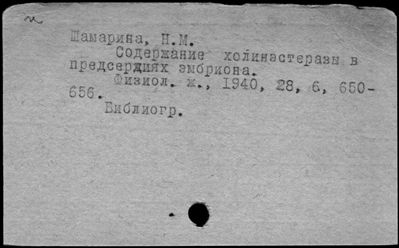 и
Шамарина, Н.М.
Содержание холинэстеразы в
предсердиях эмбриона.
Физиол. ж., 1940, 28, 6, 650-
656.
Библиогр.